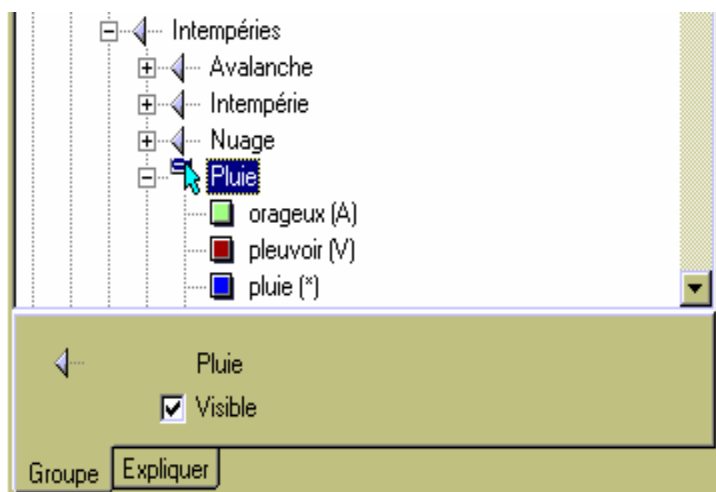 Intempéries
Avalanche
Intempérie
Nuage
Pluie
orageux (A)
pleuvoir (V)
pluie (*)
Pluie
Visible
Groupe Expliquer